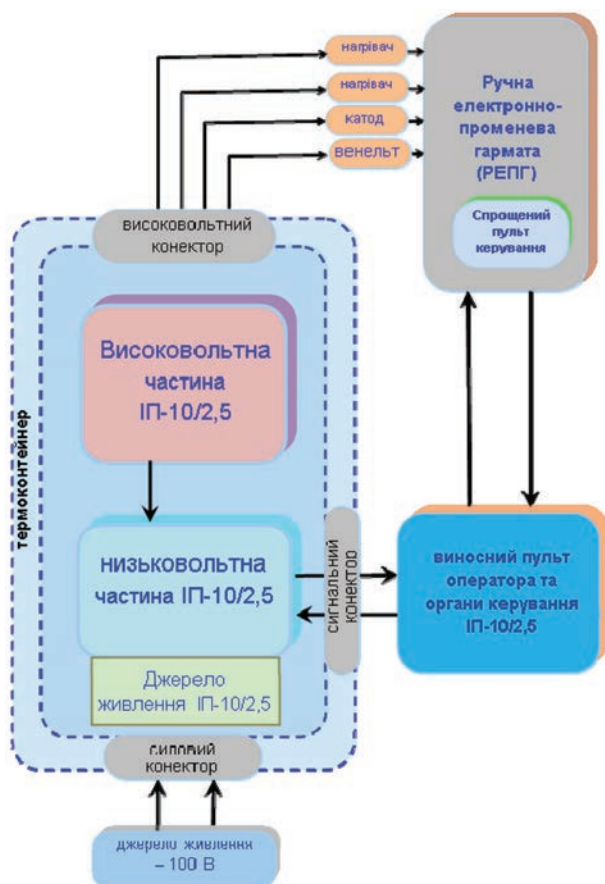 нагрівач
нагрівач
катод
венельт
Ручна
електронно-
променева
гармата
(РЕПГ)
Спрощений
пульт
керування
високовольтний
конектор
Високовольтна
частина
ІП-10/2,5
термоконтейнер
низьковольтна
частина ІП-10/2,5
сигнальний
конектор
виносний пульт
оператора та
органи керування
ІП-10/2,5
Джерело
живлення ІП-10/2,5
силовий
конектор
джерело живлення
– 100 В